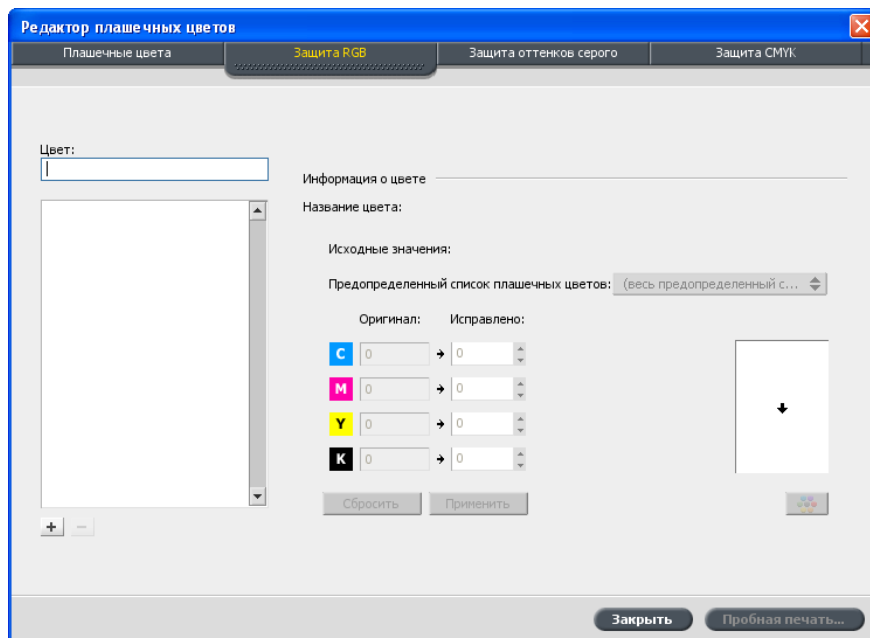 Редактор плашечных цветов
Плашечные цвета Защита RGB Защита оттенков серого Защита CMYK
Цвет:
Информация о цвете
Название цвета:
Исходные значения:
Предопределенный список плашечных цветов: (весь предопределенный с...
Оригинал: Исправлено:
C 0 0
M 0 0
Y 0 0
K 0 0
Сбросить Применить
Закрыть Пробная печать...